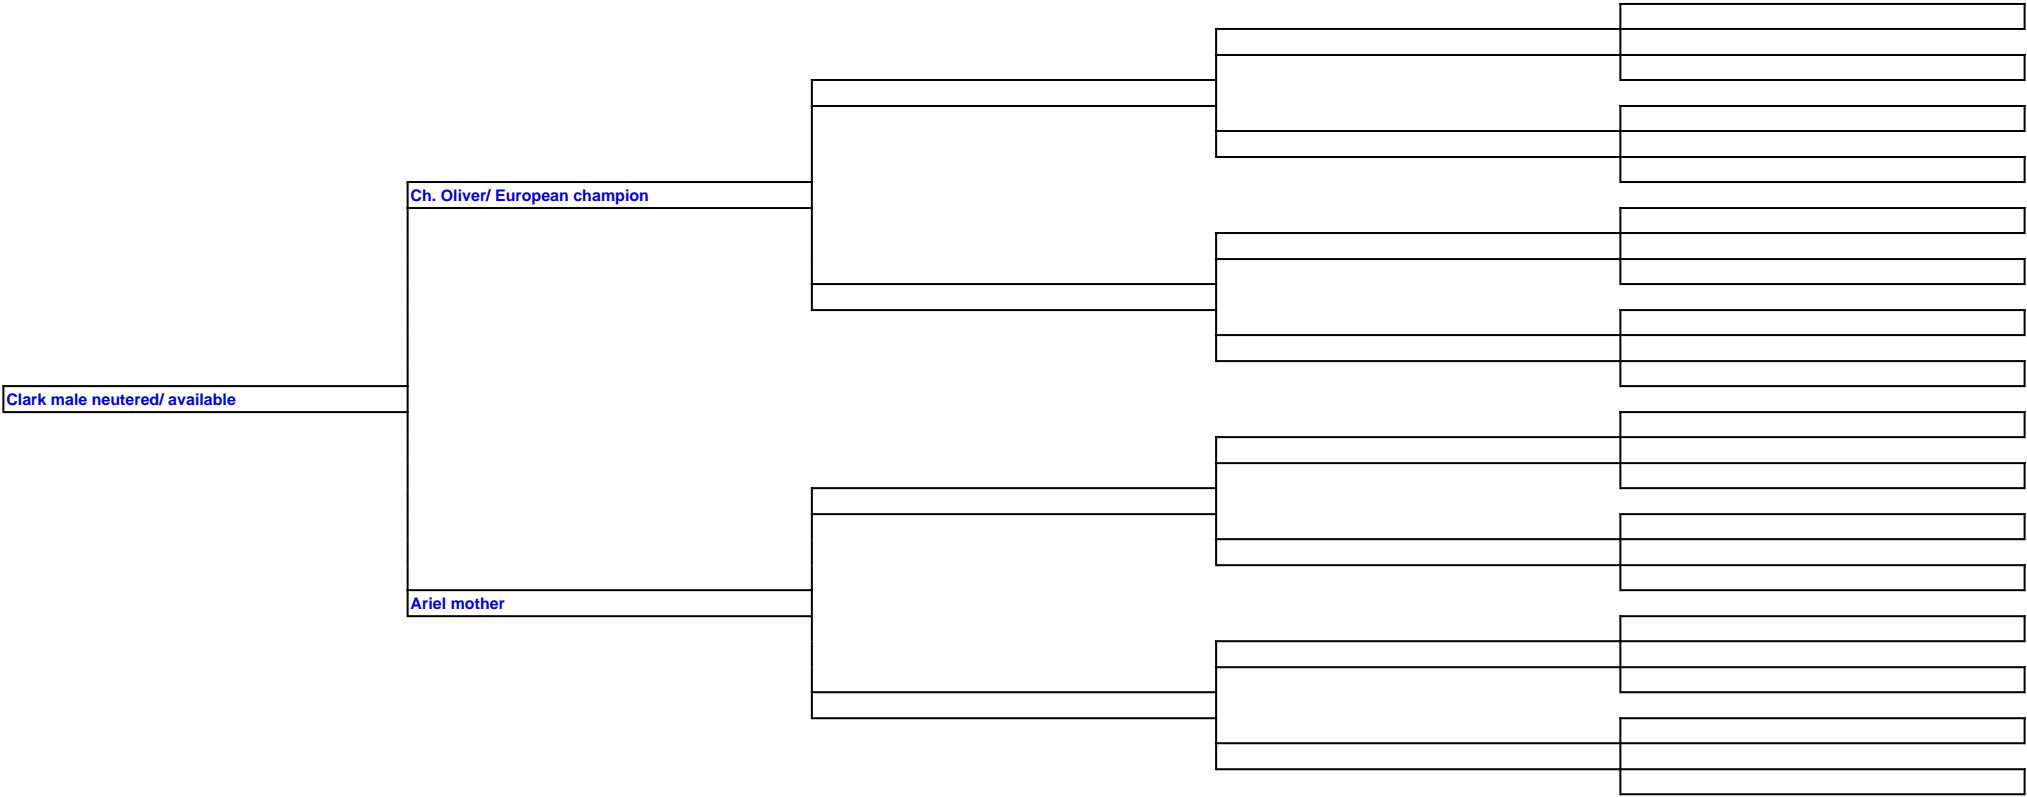 Ch. Oliver/ European champion
Clark male neutered/ available
Ariel mother